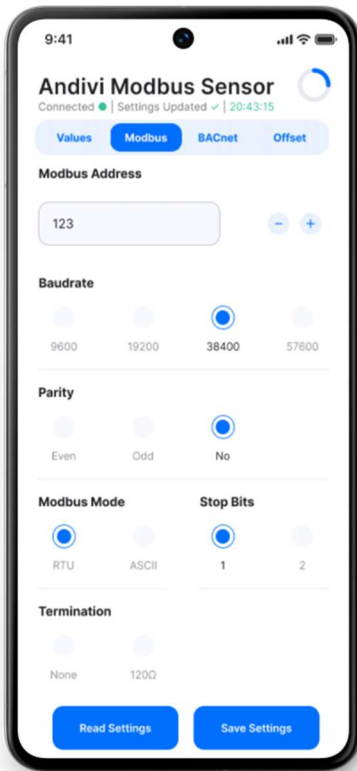 9:41
Andivi Modbus Sensor
Connected | Settings Updated ✓ | 20:43:15
Values Modbus BACnet Offset
Modbus Address
123 - +
Baudrate
9600 19200 38400 57600
Parity
Even Odd No
Modbus Mode Stop Bits
RTU ASCII 1 2
Termination
None 120Ω
Read Settings Save Settings